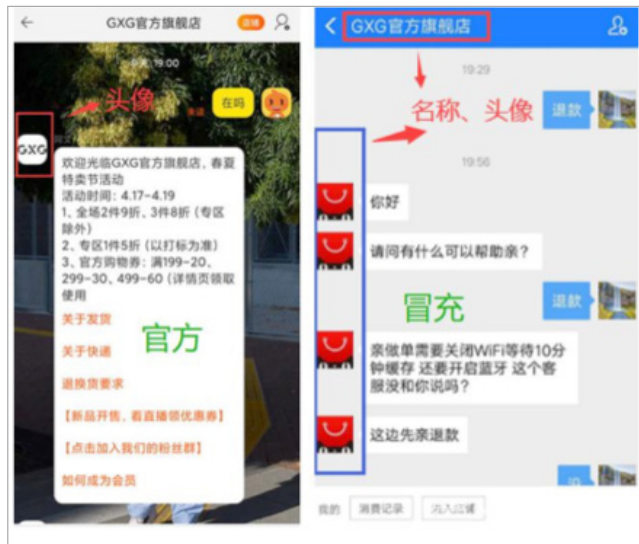 GXG官方旗舰店
店铺
19:00
头像
在吗
GXG
欢迎光临GXG官方旗舰店，春夏
特卖节活动
活动时间：4.17-4.19
1、全场2件9折，3件8折（专区
除外）
2、专区1件5折（以打标为准）
3、官方购物券：满199-20、
299-30、499-60（详情页领取
使用
关于发货
关于快递
退换货要求
【新品开售，看直播领优惠券】
【点击加入我们的粉丝群】
如何成为会员
官方
GXG官方旗舰店
19:29
名称、头像
退款
19:56
你好
请问有什么可以帮助亲？
退款
冒充
亲做单需要关闭WiFi等待10分
钟缓存 还要开启蓝牙 这个客
服没和你说吗？
这边先亲退款
我的
消费记录